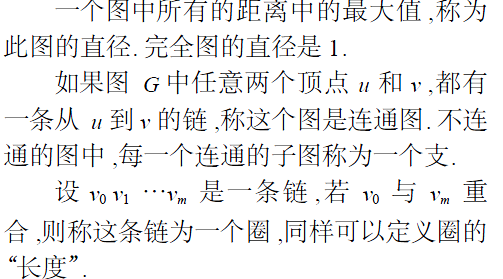 一个图中所有的距离中的最大值,称为
此图的直径.完全图的直径是 1.
如果图 G 中任意两个顶点 u 和 v ,都有
一条从 u 到 v 的链 ,称这个图是连通图.不连
通的图中 ,每一个连通的子图称为一个支.
设 v₀ v₁ ⋯vₘ 是一条链 ,若 v₀ 与 vₘ 重
合 ,则称这条链为一个圈 ,同样可以定义圈的
“长度”.